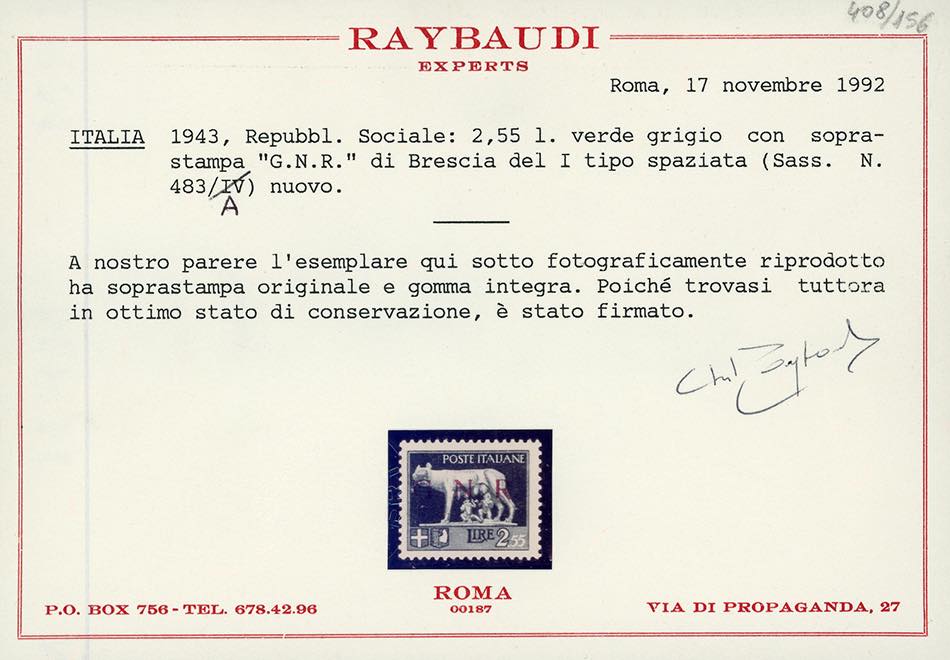 408/156
RAYBAUDI
EXPERTS
Roma, 17 novembre 1992
ITALIA 1943, Repubbl. Sociale: 2,55 l. verde grigio con sopra-
stampa "G.N.R." di Brescia del I tipo spaziata (Sass. N.
483/IV) nuovo.
A
A nostro parere l'esemplare qui sotto fotograficamente riprodotto
ha soprastampa originale e gomma integra. Poiché trovasi tuttora
in ottimo stato di conservazione, è stato firmato.
POSTE ITALIANE
G N R
LIRE 2,55
P.O. BOX 756 - TEL. 678.42.96
ROMA
00187
VIA DI PROPAGANDA, 27